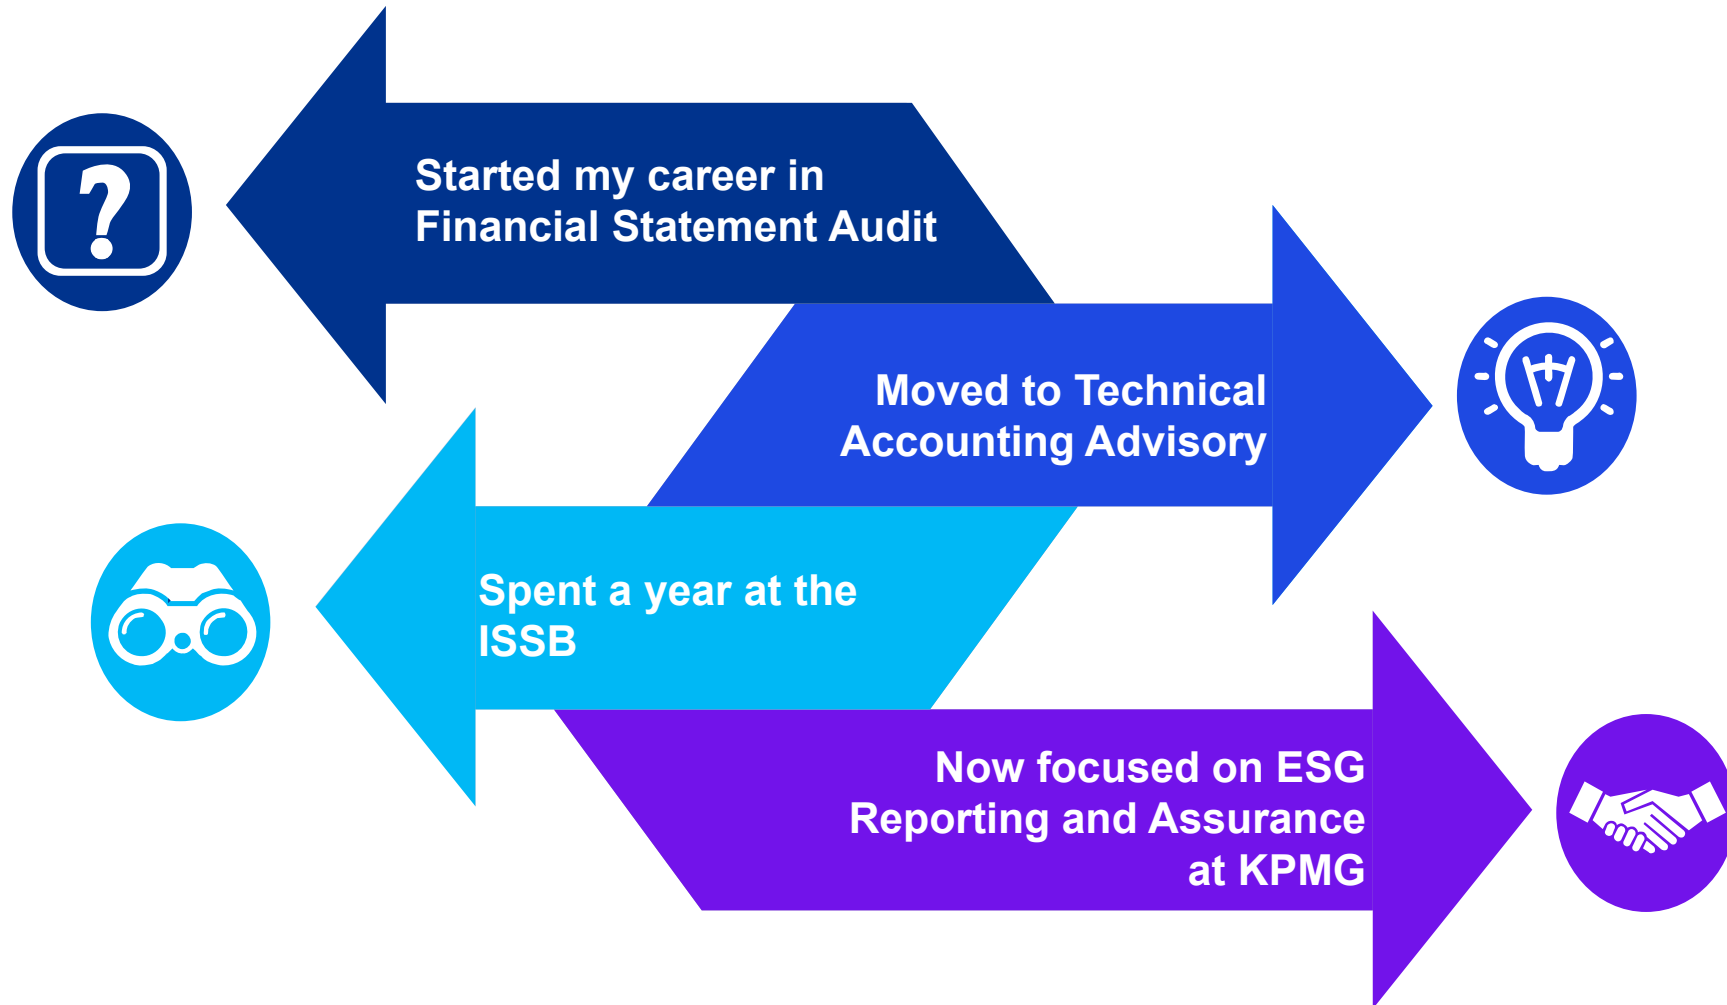 ?
Started my career in
Financial Statement Audit
Moved to Technical
Accounting Advisory
Spent a year at the
ISSB
Now focused on ESG
Reporting and Assurance
at KPMG